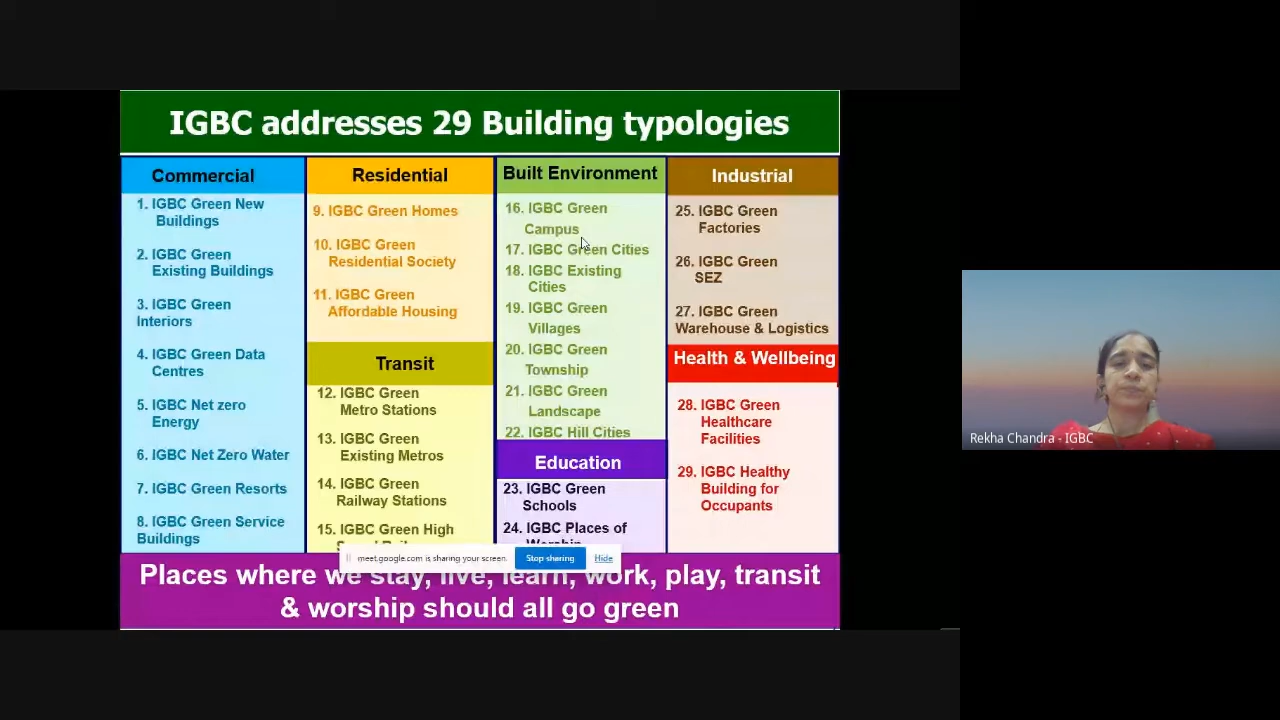 IGBC addresses 29 Building typologies
Commercial
1. IGBC Green New
Buildings
2. IGBC Green
Existing Buildings
3. IGBC Green
Interiors
4. IGBC Green Data
Centres
5. IGBC Net zero
Energy
6. IGBC Net Zero Water
7. IGBC Green Resorts
8. IGBC Green Service
Buildings
Residential
9. IGBC Green Homes
10. IGBC Green
Residential Society
11. IGBC Green
Affordable Housing
Transit
12. IGBC Green
Metro Stations
13. IGBC Green
Existing Metros
14. IGBC Green
Railway Stations
15. IGBC Green High
Built Environment
16. IGBC Green
Campus
17. IGBC Green Cities
18. IGBC Existing
Cities
19. IGBC Green
Villages
20. IGBC Green
Township
21. IGBC Green
Landscape
22. IGBC Hill Cities
Education
23. IGBC Green
Schools
24. IGBC Places of
Worship
Industrial
25. IGBC Green
Factories
26. IGBC Green
SEZ
27. IGBC Green
Warehouse & Logistics
Health & Wellbeing
28. IGBC Green
Healthcare
Facilities
29. IGBC Healthy
Building for
Occupants
meet.google.com is sharing your screen.
Stop sharing
Hide
Places where we stay, live, learn, work, play, transit
& worship should all go green
Rekha Chandra - IGBC